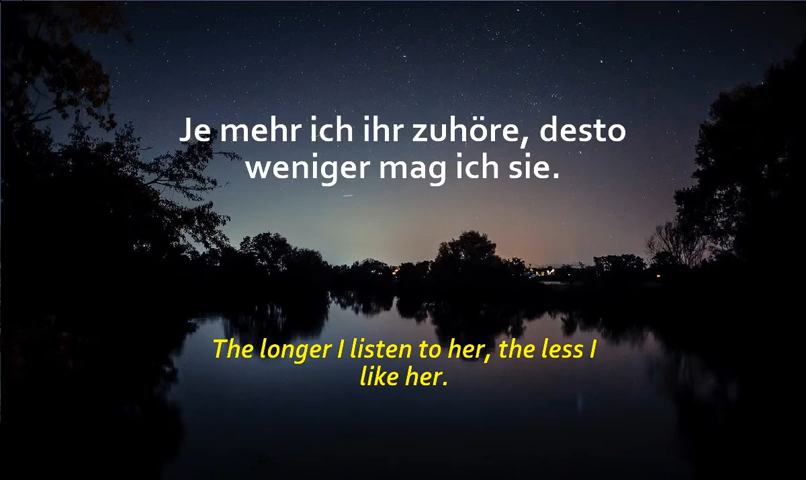 Je mehr ich ihr zuhöre, desto
weniger mag ich sie.
The longer I listen to her, the less I
like her.